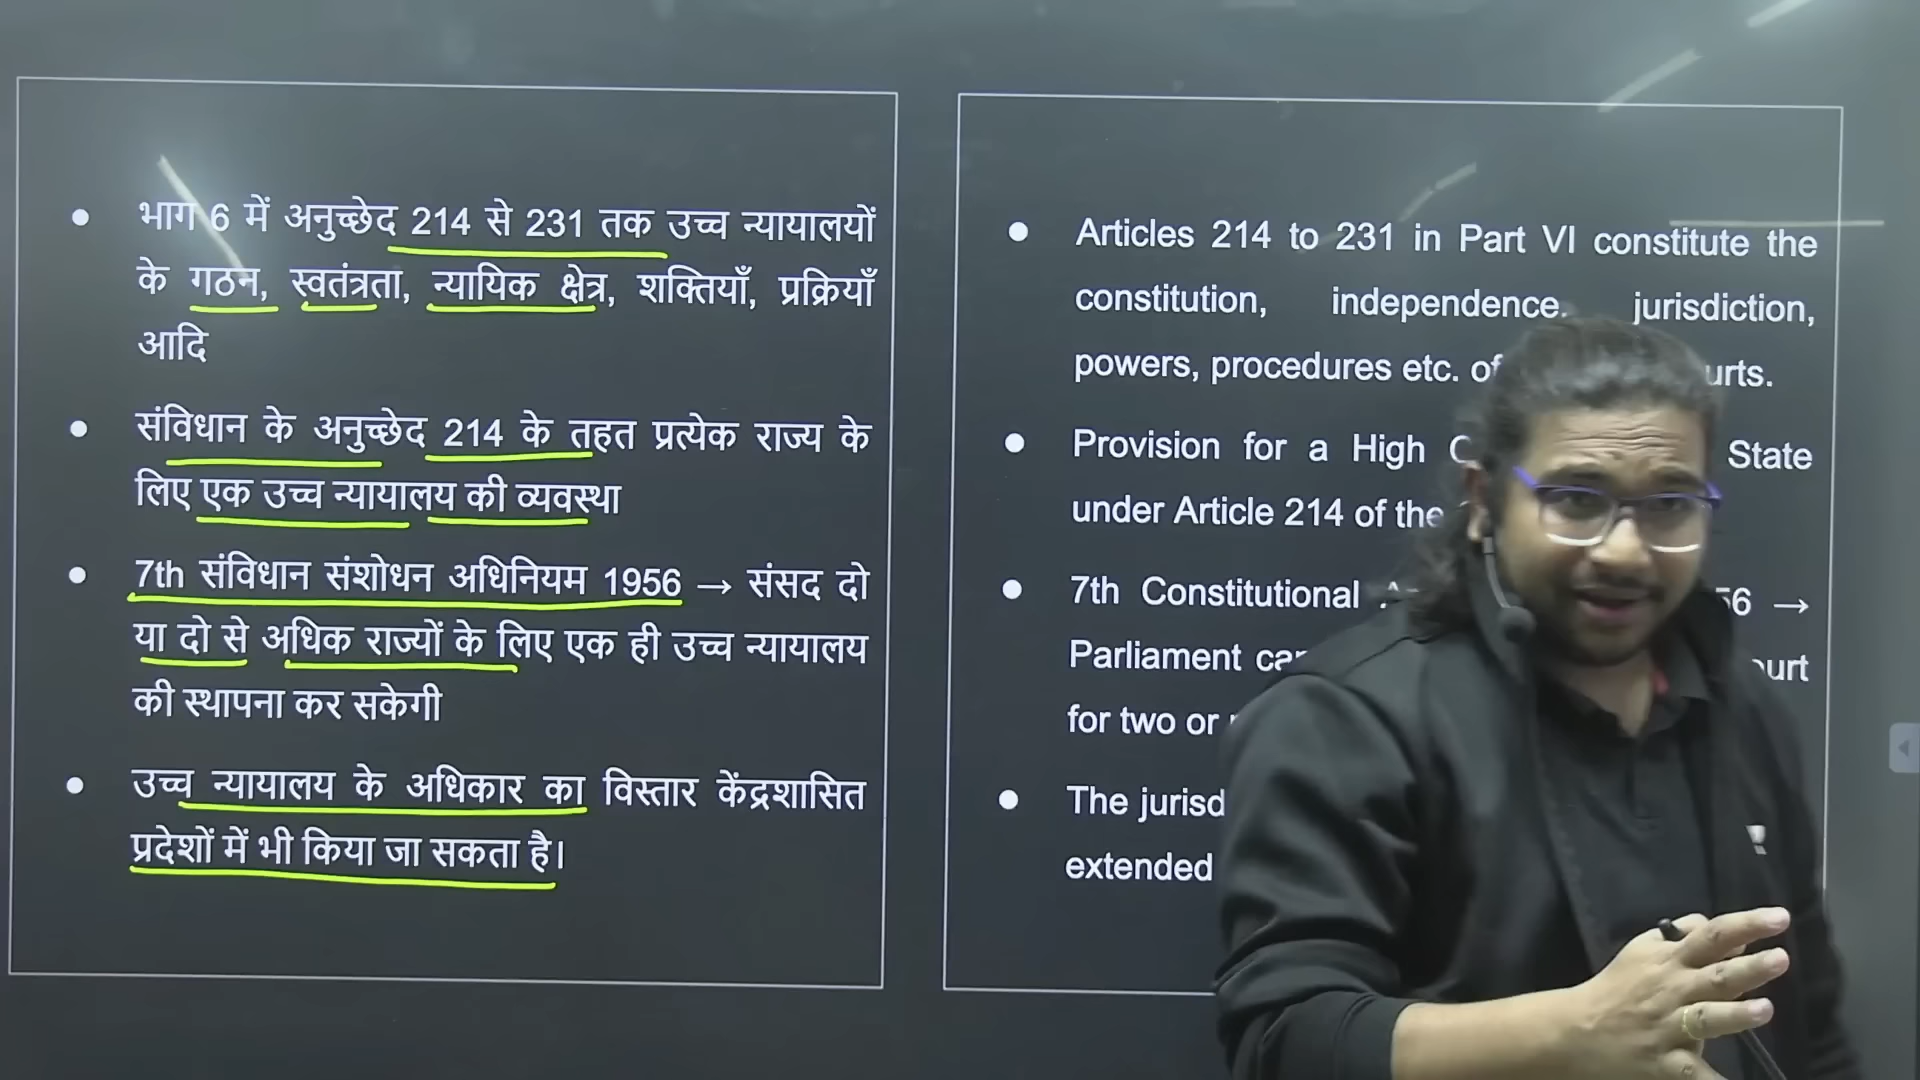 भाग 6 में अनुच्छेद 214 से 231 तक उच्च न्यायालयों
के गठन, स्वतंत्रता, न्यायिक क्षेत्र, शक्तियाँ, प्रक्रियाँ
आदि
संविधान के अनुच्छेद 214 के तहत प्रत्येक राज्य के
लिए एक उच्च न्यायालय की व्यवस्था
7th संविधान संशोधन अधिनियम 1956 → संसद दो
या दो से अधिक राज्यों के लिए एक ही उच्च न्यायालय
की स्थापना कर सकेगी
उच्च न्यायालय के अधिकार का विस्तार केंद्रशासित
प्रदेशों में भी किया जा सकता है।
Articles 214 to 231 in Part VI constitute the
constitution, independence, jurisdiction,
powers, procedures etc. of
Provision for a High State
under Article 214 of the
7th Constitutional →
Parliament
for two or
The
extended